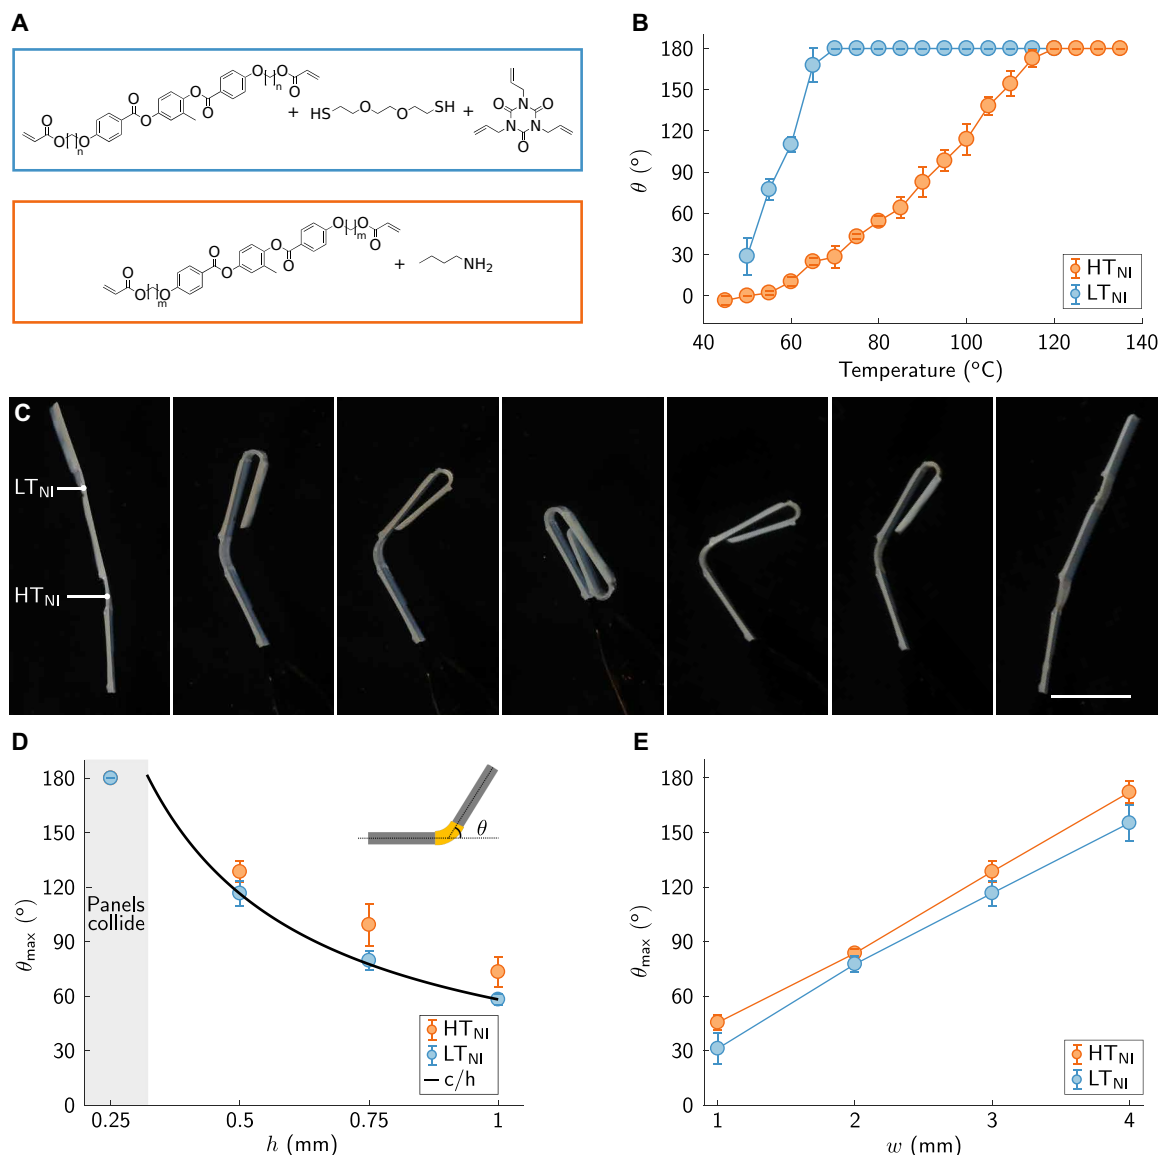 A
O
O
n
O
O
O
O
O
O
O
O
n
+
HS
O
O
SH
+
O
N
N
O
N
O
O
O
m
O
O
O
O
O
O
O
O
m
+
NH2
B
θ (°)
180
150
120
90
60
30
0
HTNI
LTNI
40 60 80 100 120 140
Temperature (°C)
C
LTNI
HTNI
D
θmax (°)
180
150
120
90
60
30
0
Panels
collide
θ
HTNI
LTNI
c/h
0.25 0.5 0.75 1
h (mm)
E
θmax (°)
180
150
120
90
60
30
0
HTNI
LTNI
1 2 3 4
w (mm)